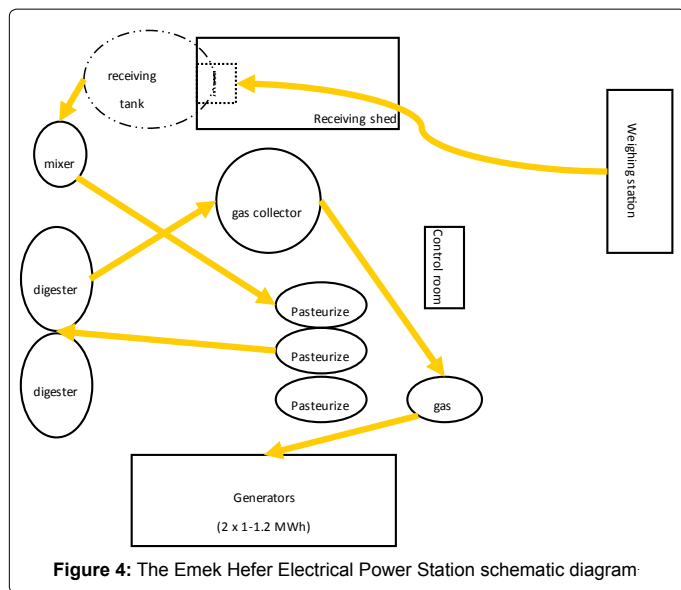 receiving
tank
Receiving shed
Weighing station
mixer
gas collector
Control room
digester
Pasteurize
Pasteurize
digester
Pasteurize
gas
Generators
(2 x 1-1.2 MWh)
Figure 4: The Emek Hefer Electrical Power Station schematic diagram.